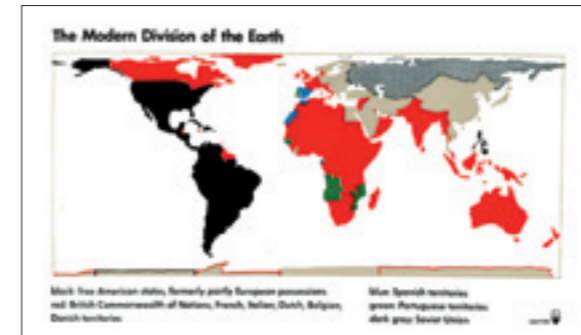 The Modern Division of the Earth
black: free American states, formerly partly European possessions
red: British Commonwealth of Nations, French, Italian, Dutch, Belgian,
Danish territories
blue: Spanish territories
green: Portuguese territories
dark grey: Soviet Union